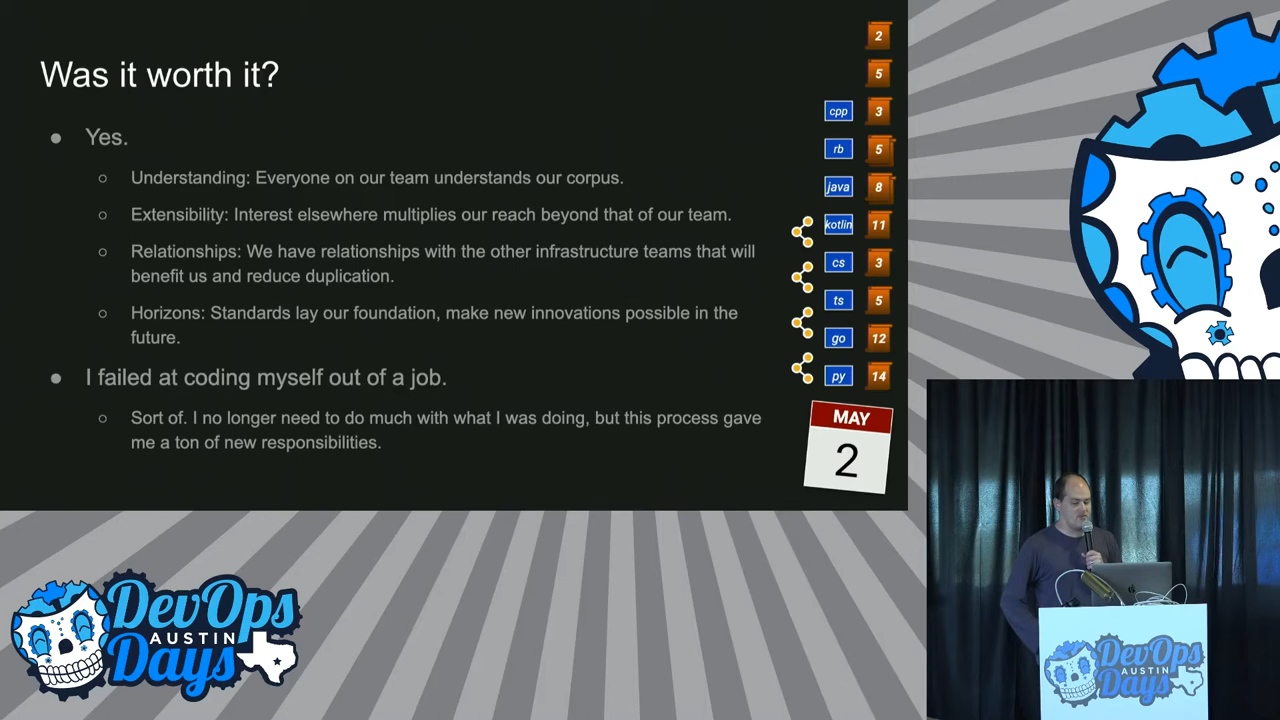 Was it worth it?
● Yes.
○ Understanding: Everyone on our team understands our corpus.
○ Extensibility: Interest elsewhere multiplies our reach beyond that of our team.
○ Relationships: We have relationships with the other infrastructure teams that will
benefit us and reduce duplication.
○ Horizons: Standards lay our foundation, make new innovations possible in the
future.
● I failed at coding myself out of a job.
○ Sort of. I no longer need to do much with what I was doing, but this process gave
me a ton of new responsibilities.
2
5
cpp 3
rb 5
java 8
kotlin 11
cs 3
ts 5
go 12
py 14
MAY
2
DevOps
AUSTIN
Days
DevOps
AUSTIN
Days